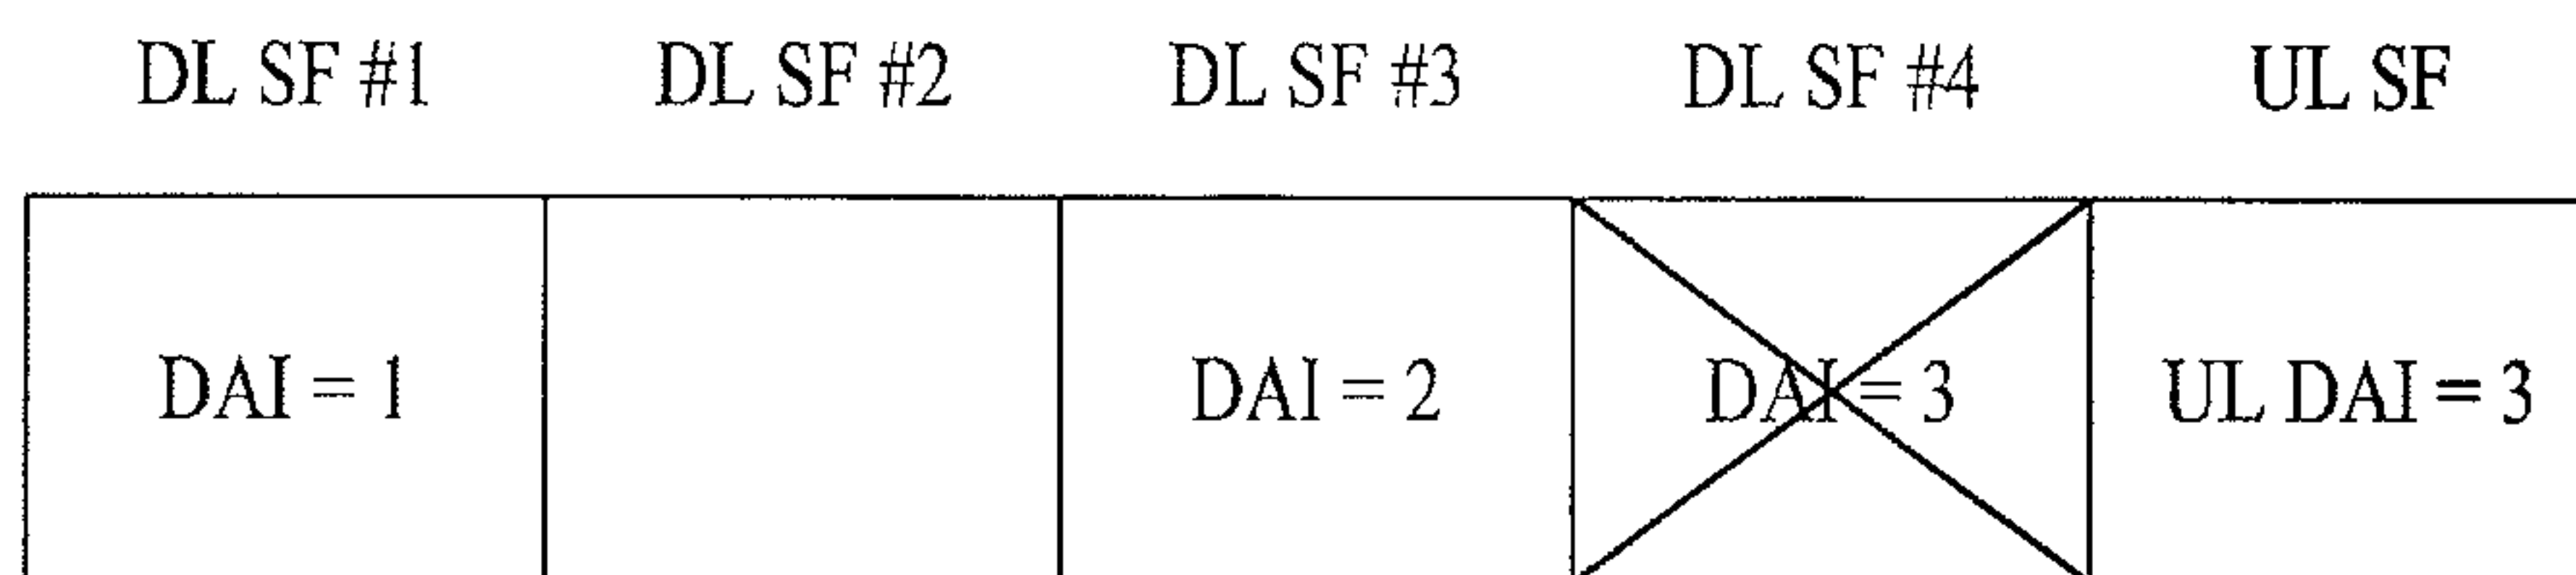 DL SF #1 DL SF #2 DL SF #3 DL SF #4 UL SF
DAI = 1 DAI = 2 DAI = 3 UL DAI = 3